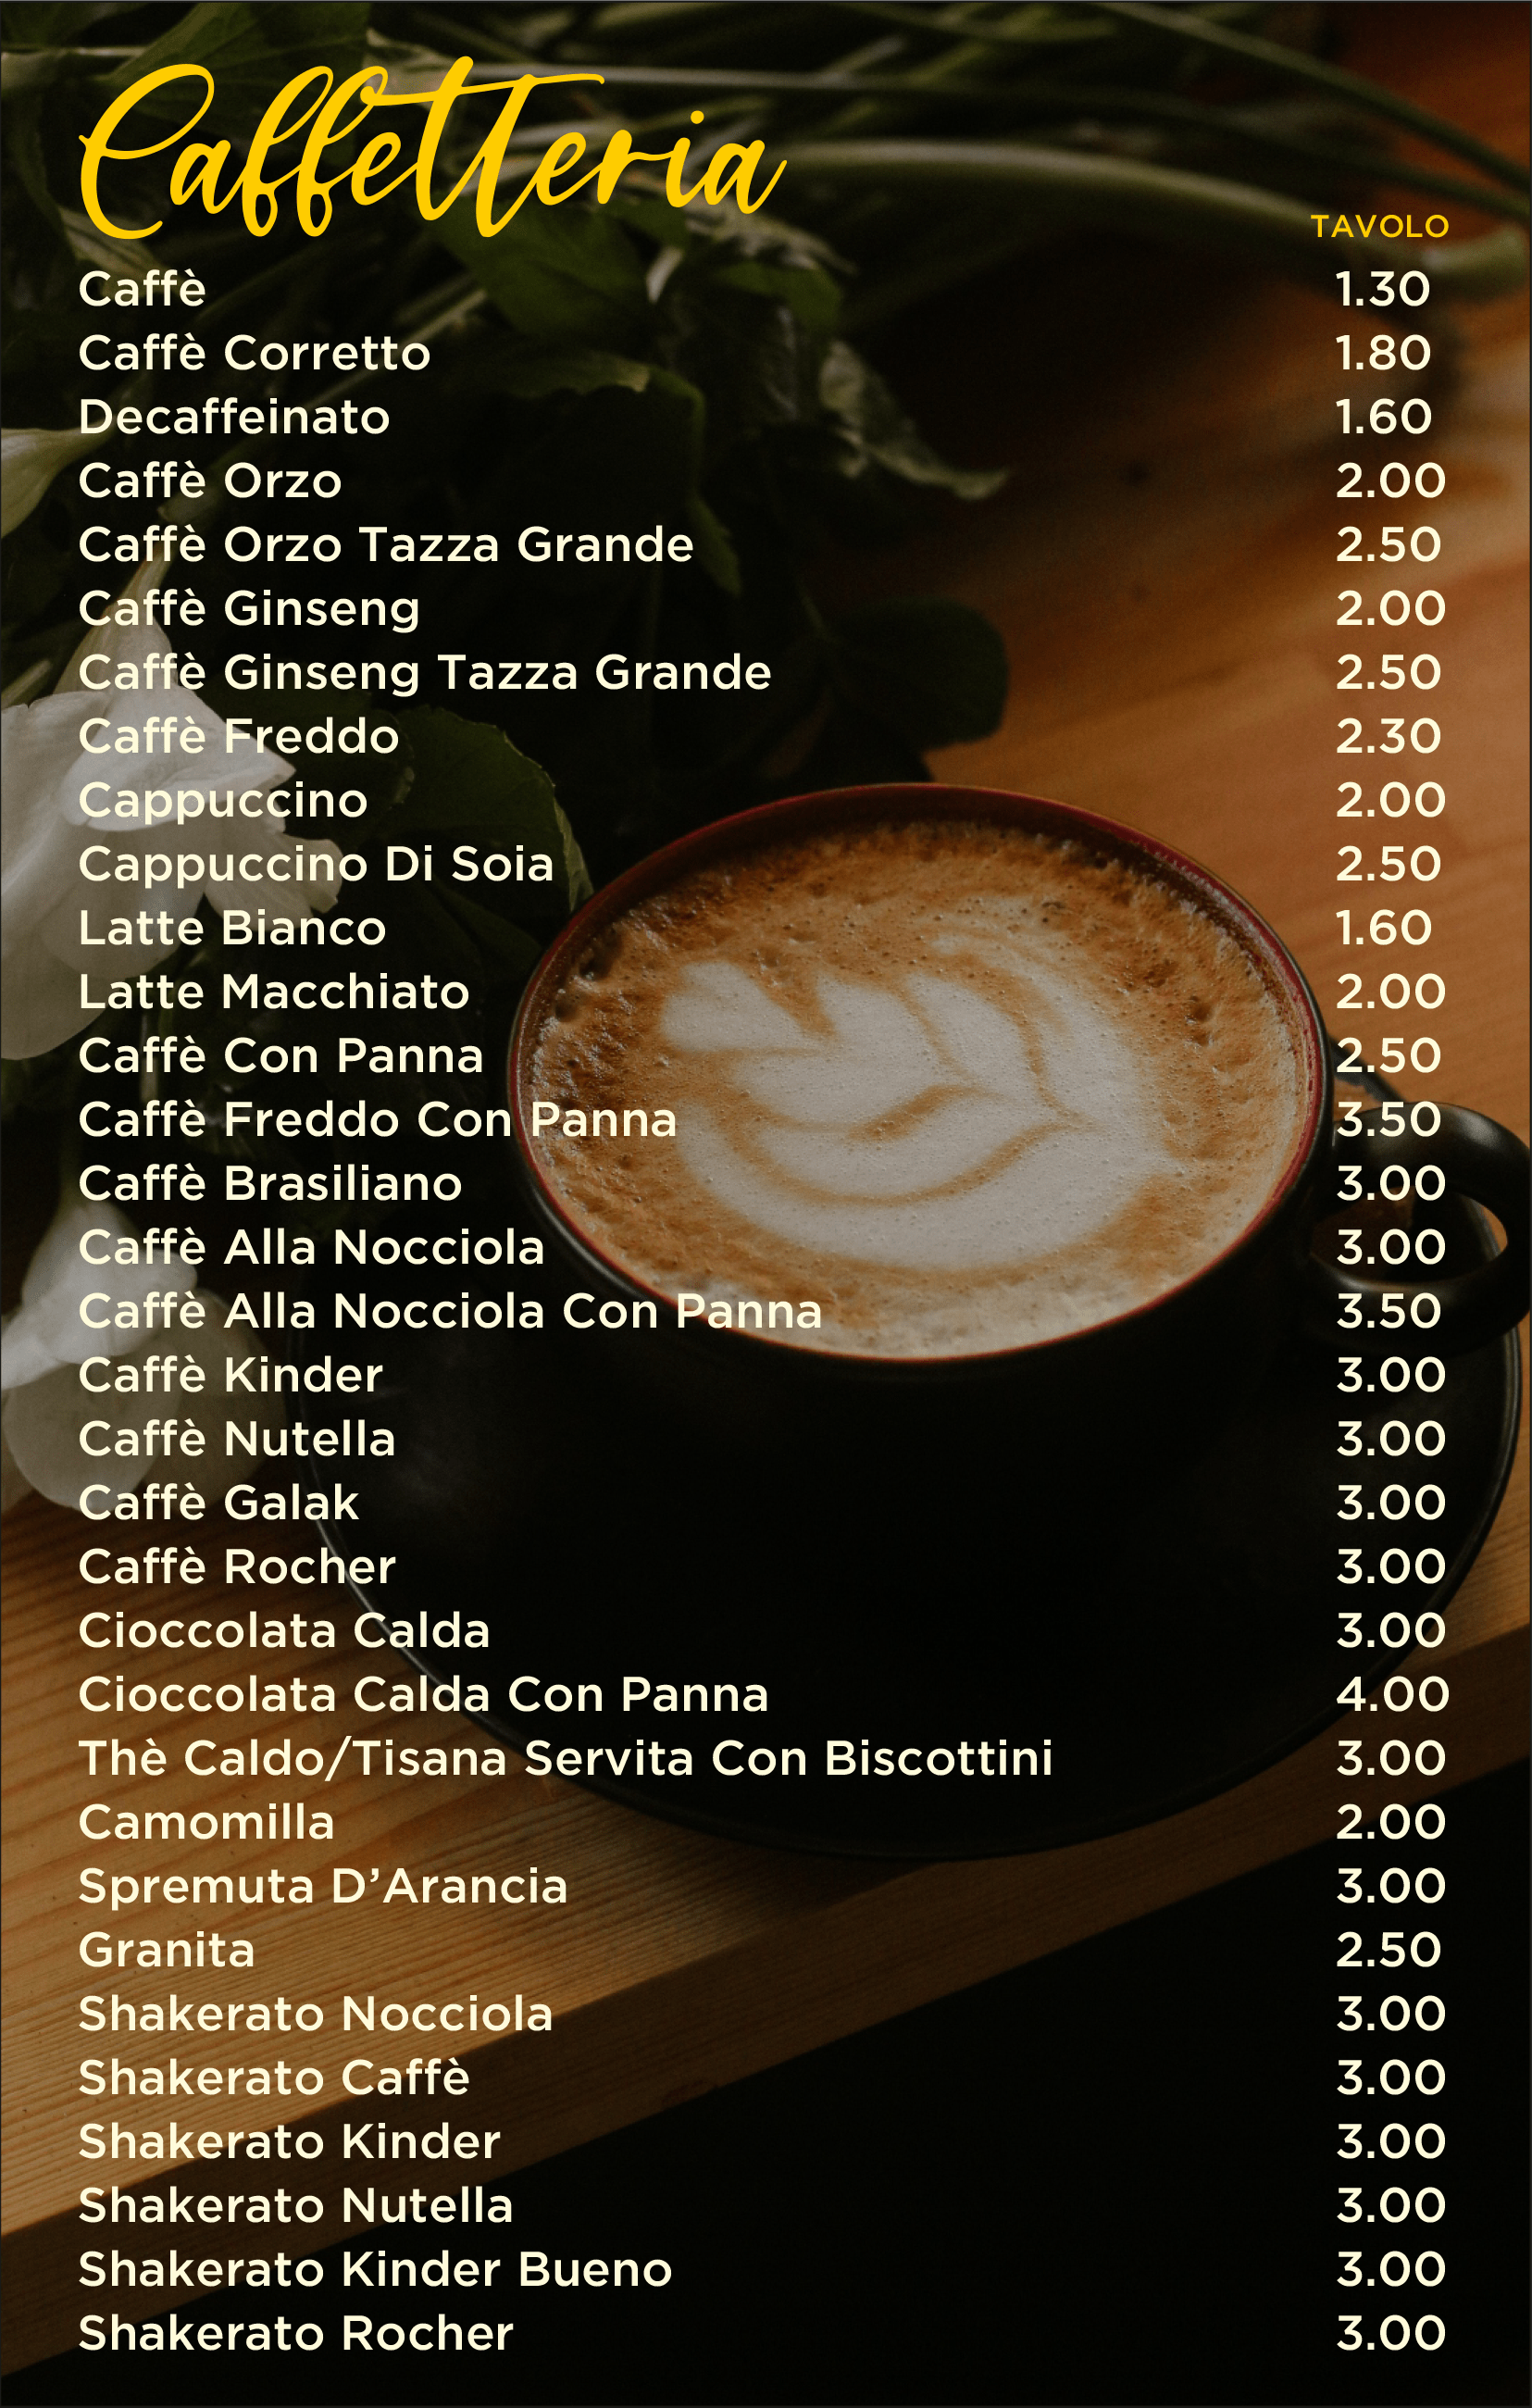 Caffetteria
TAVOLO
Caffè 1.30
Caffè Corretto 1.80
Decaffeinato 1.60
Caffè Orzo 2.00
Caffè Orzo Tazza Grande 2.50
Caffè Ginseng 2.00
Caffè Ginseng Tazza Grande 2.50
Caffè Freddo 2.30
Cappuccino 2.00
Cappuccino Di Soia 2.50
Latte Bianco 1.60
Latte Macchiato 2.00
Caffè Con Panna 2.50
Caffè Freddo Con Panna 3.50
Caffè Brasiliano 3.00
Caffè Alla Nocciola 3.00
Caffè Alla Nocciola Con Panna 3.50
Caffè Kinder 3.00
Caffè Nutella 3.00
Caffè Galak 3.00
Caffè Rocher 3.00
Cioccolata Calda 3.00
Cioccolata Calda Con Panna 4.00
Thè Caldo/Tisana Servita Con Biscottini 3.00
Camomilla 2.00
Spremuta D’Arancia 3.00
Granita 2.50
Shakerato Nocciola 3.00
Shakerato Caffè 3.00
Shakerato Kinder 3.00
Shakerato Nutella 3.00
Shakerato Kinder Bueno 3.00
Shakerato Rocher 3.00